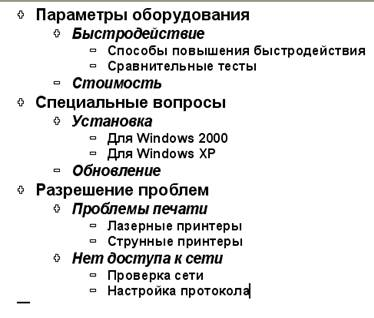 Параметры оборудования
Быстродействие
Способы повышения быстродействия
Сравнительные тесты
Стоимость
Специальные вопросы
Установка
Для Windows 2000
Для Windows XP
Обновление
Разрешение проблем
Проблемы печати
Лазерные принтеры
Струнные принтеры
Нет доступа к сети
Проверка сети
Настройка протокола